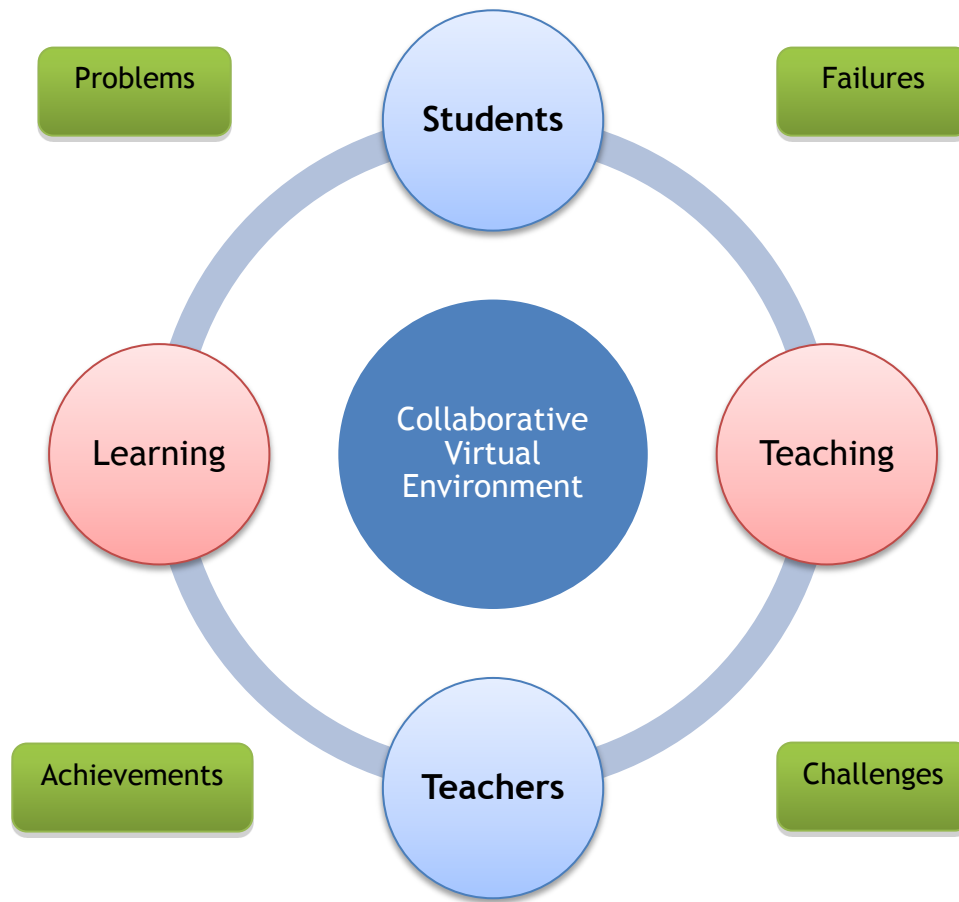 Problems
Failures
Students
Learning
Collaborative
Virtual
Environment
Teaching
Achievements
Teachers
Challenges